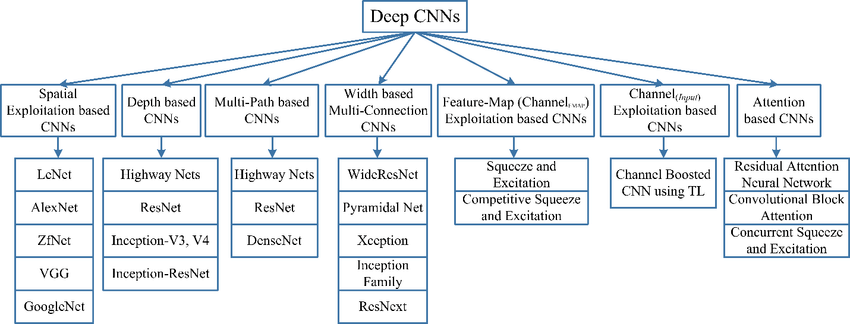 Deep CNNs
Spatial
Exploitation based
CNNs
Depth based
CNNs
Multi-Path based
CNNs
Width based
Multi-Connection
CNNs
Feature-Map (ChannelfMAP)
Exploitation based CNNs
Channel(Input)
Exploitation based
CNNs
Attention
based CNNs
LeNet
AlexNet
ZfNet
VGG
GoogleNet
Highway Nets
ResNet
Inception-V3, V4
Inception-ResNet
Highway Nets
ResNet
DenseNet
WideResNet
Pyramidal Net
Xception
Inception
Family
ResNext
Squeeze and
Excitation
Competitive Squeeze
and Excitation
Channel Boosted
CNN using TL
Residual Attention
Neural Network
Convolutional Block
Attention
Concurrent Squeeze
and Excitation